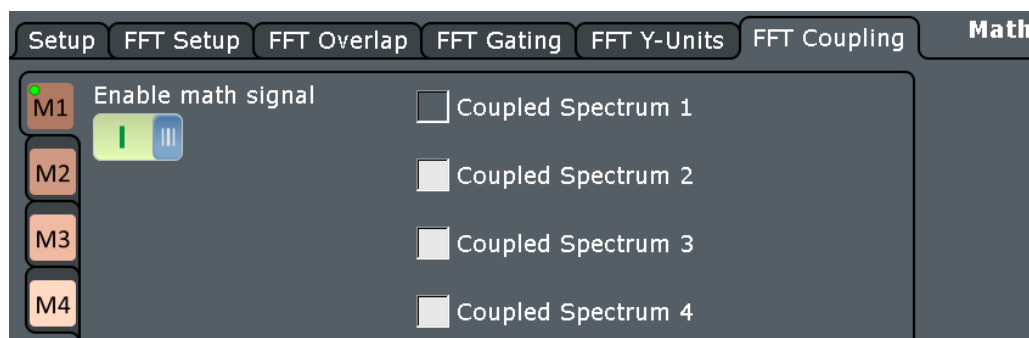 Setup FFT Setup FFT Overlap FFT Gating FFT Y-Units FFT Coupling Math
M1 Enable math signal Coupled Spectrum 1
M2 Coupled Spectrum 2
M3 Coupled Spectrum 3
M4 Coupled Spectrum 4